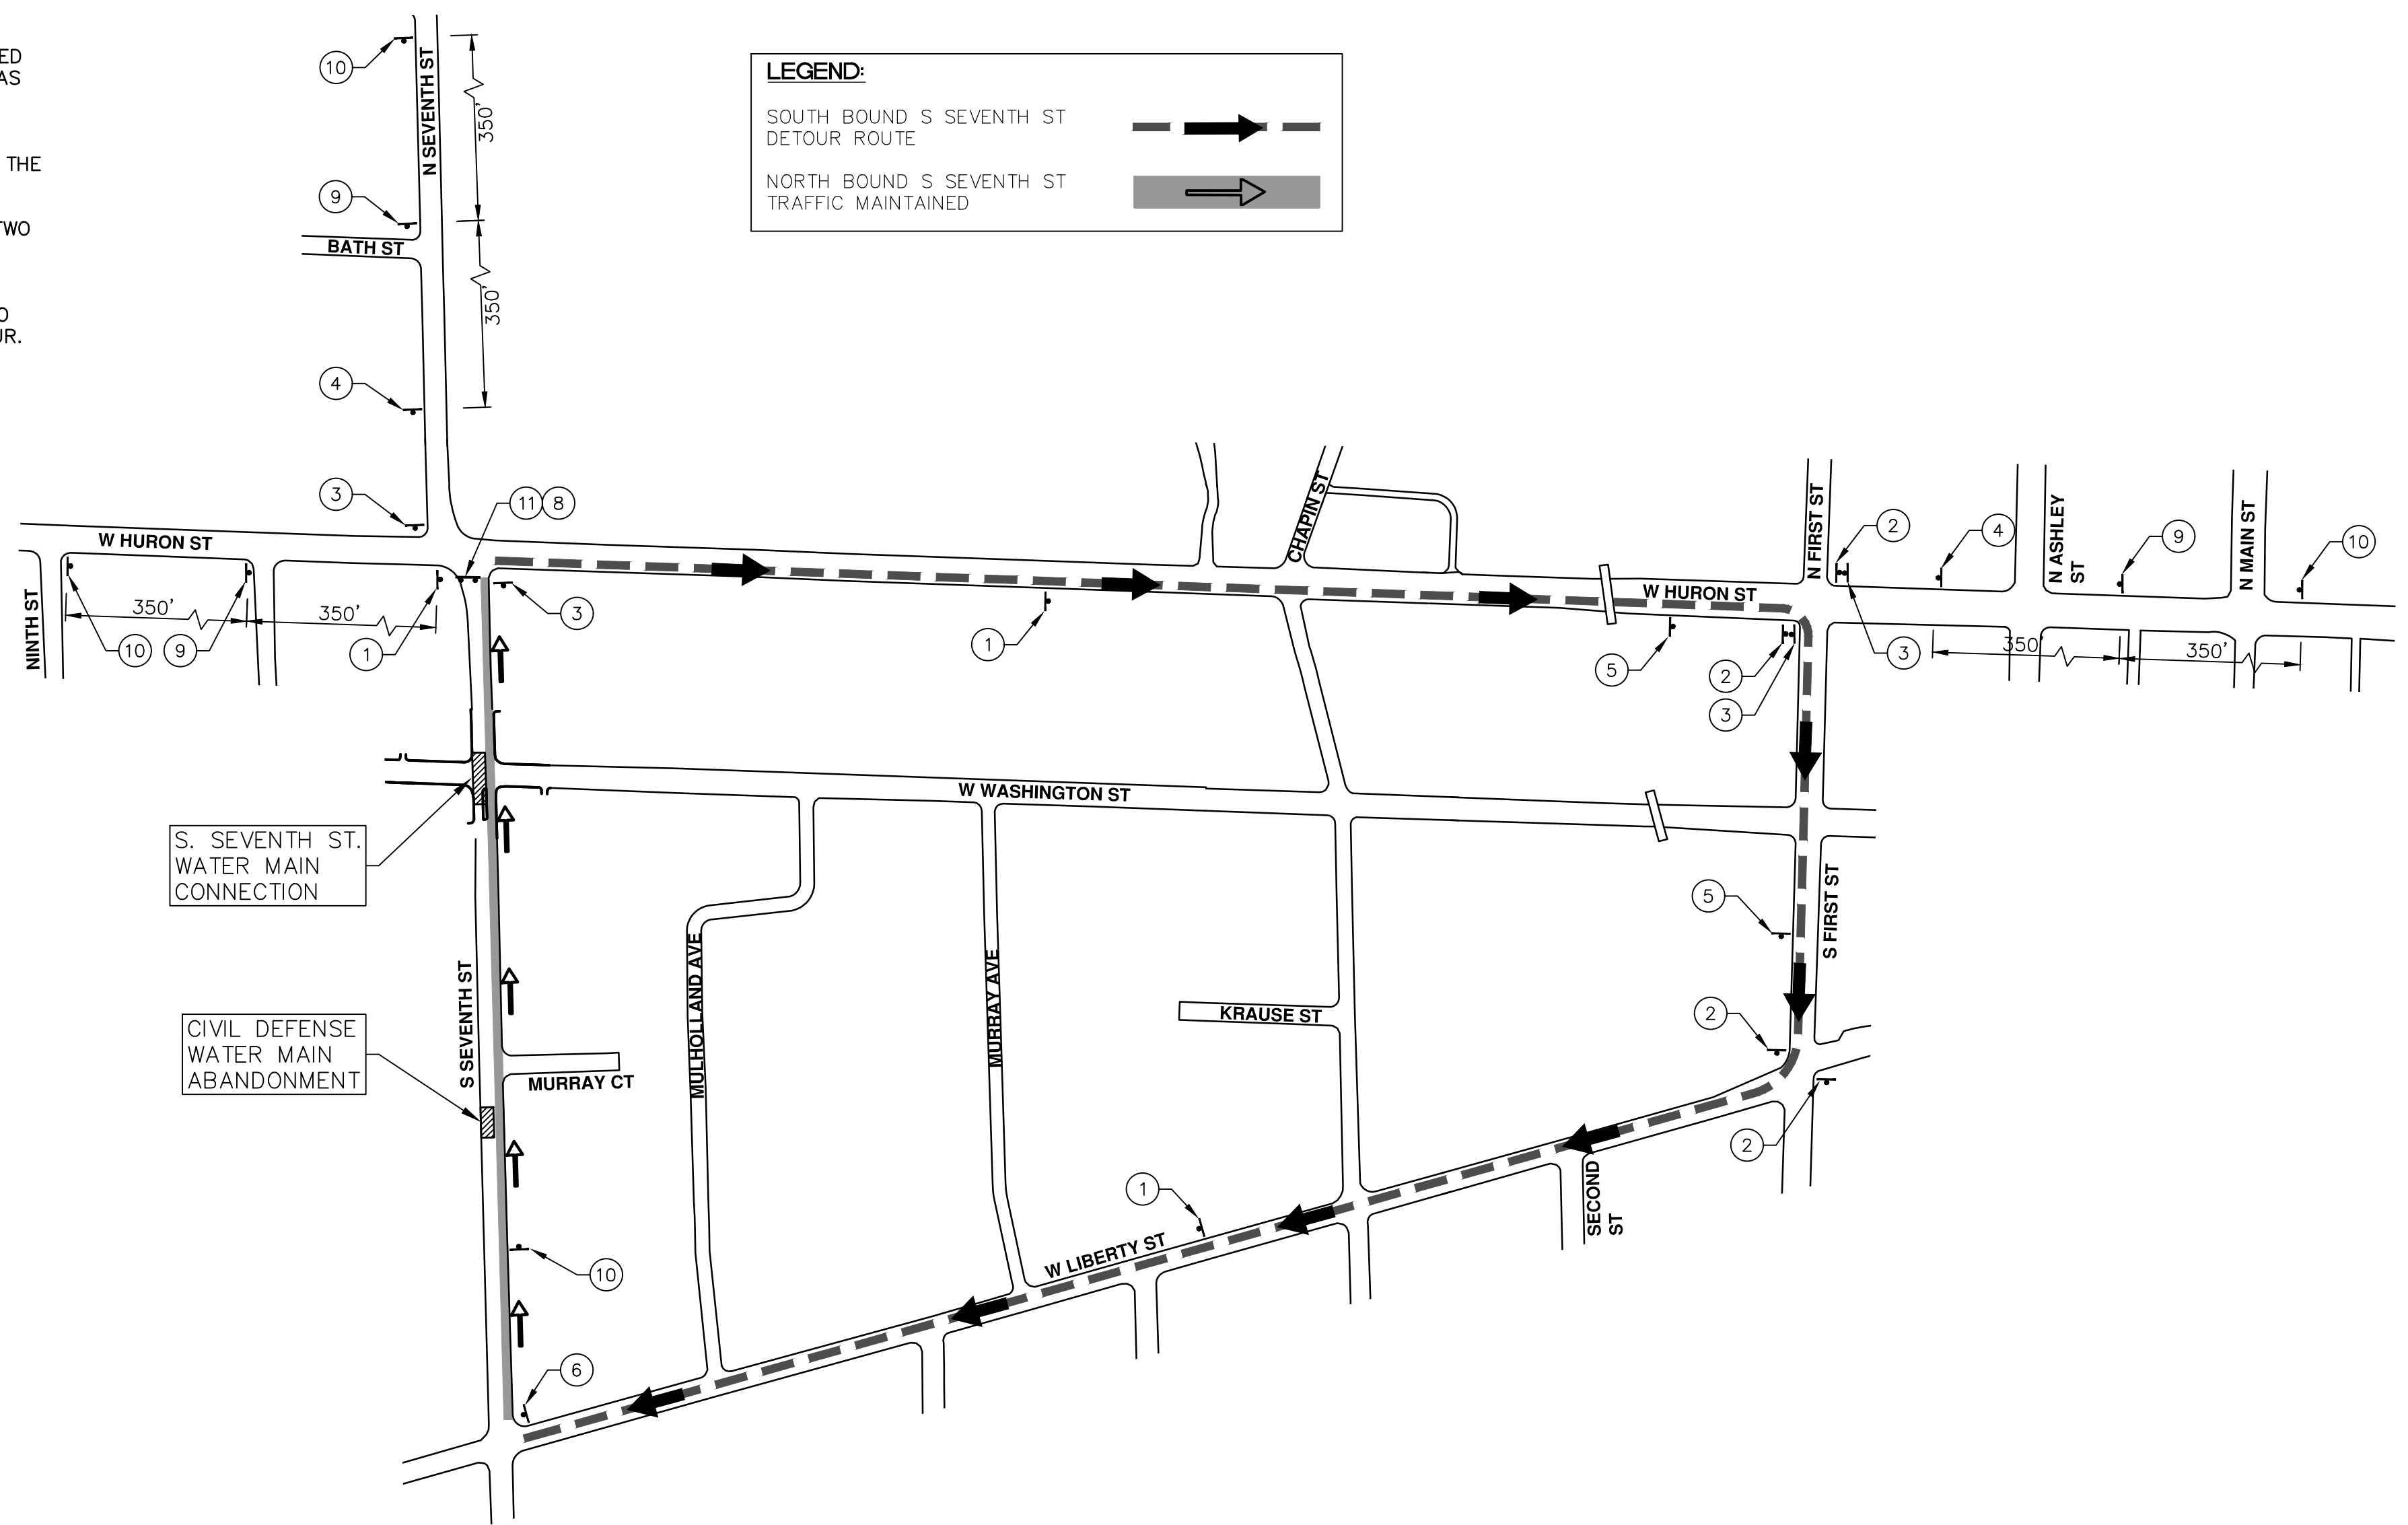 ED
AS
THE
TWO
O
UR.
LEGEND:
SOUTH BOUND S SEVENTH ST
DETOUR ROUTE
NORTH BOUND S SEVENTH ST
TRAFFIC MAINTAINED
10
N SEVENTH ST
350'
9
BATH ST
350'
4
3
11
8
W HURON ST
NINTH ST
350'
350'
10
9
1
3
1
CHAPIN ST
W HURON ST
N FIRST ST
2
4
N ASHLEY
ST
9
N MAIN ST
10
5
2
3
3
350'
350'
W WASHINGTON ST
S. SEVENTH ST.
WATER MAIN
CONNECTION
S SEVENTH ST
MULHOLLAND AVE
MURRAY AVE
KRAUSE ST
5
S FIRST ST
2
CIVIL DEFENSE
WATER MAIN
ABANDONMENT
MURRAY CT
2
1
SECOND
ST
W LIBERTY ST
10
6